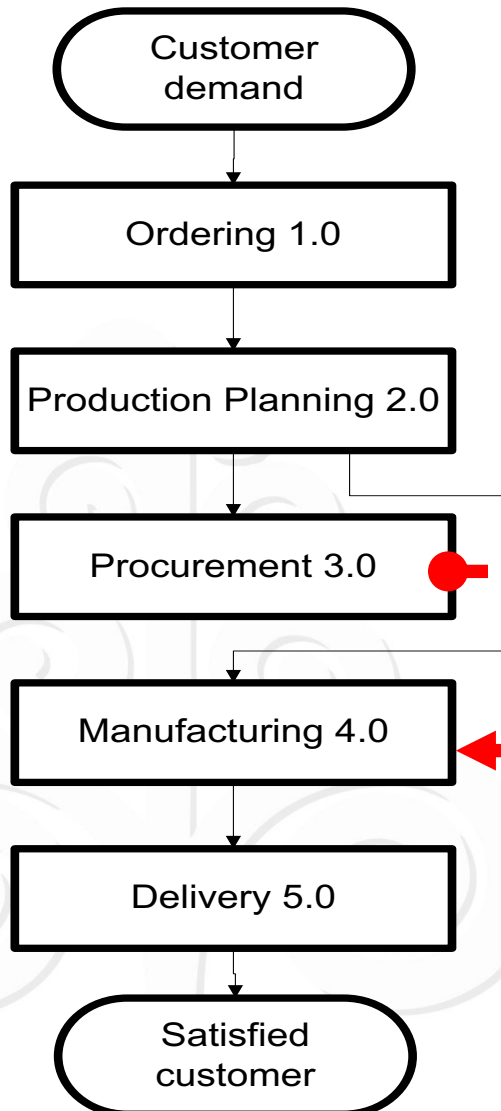 Customer
demand
Ordering 1.0
Production Planning 2.0
Procurement 3.0
Manufacturing 4.0
Delivery 5.0
Satisfied
customer